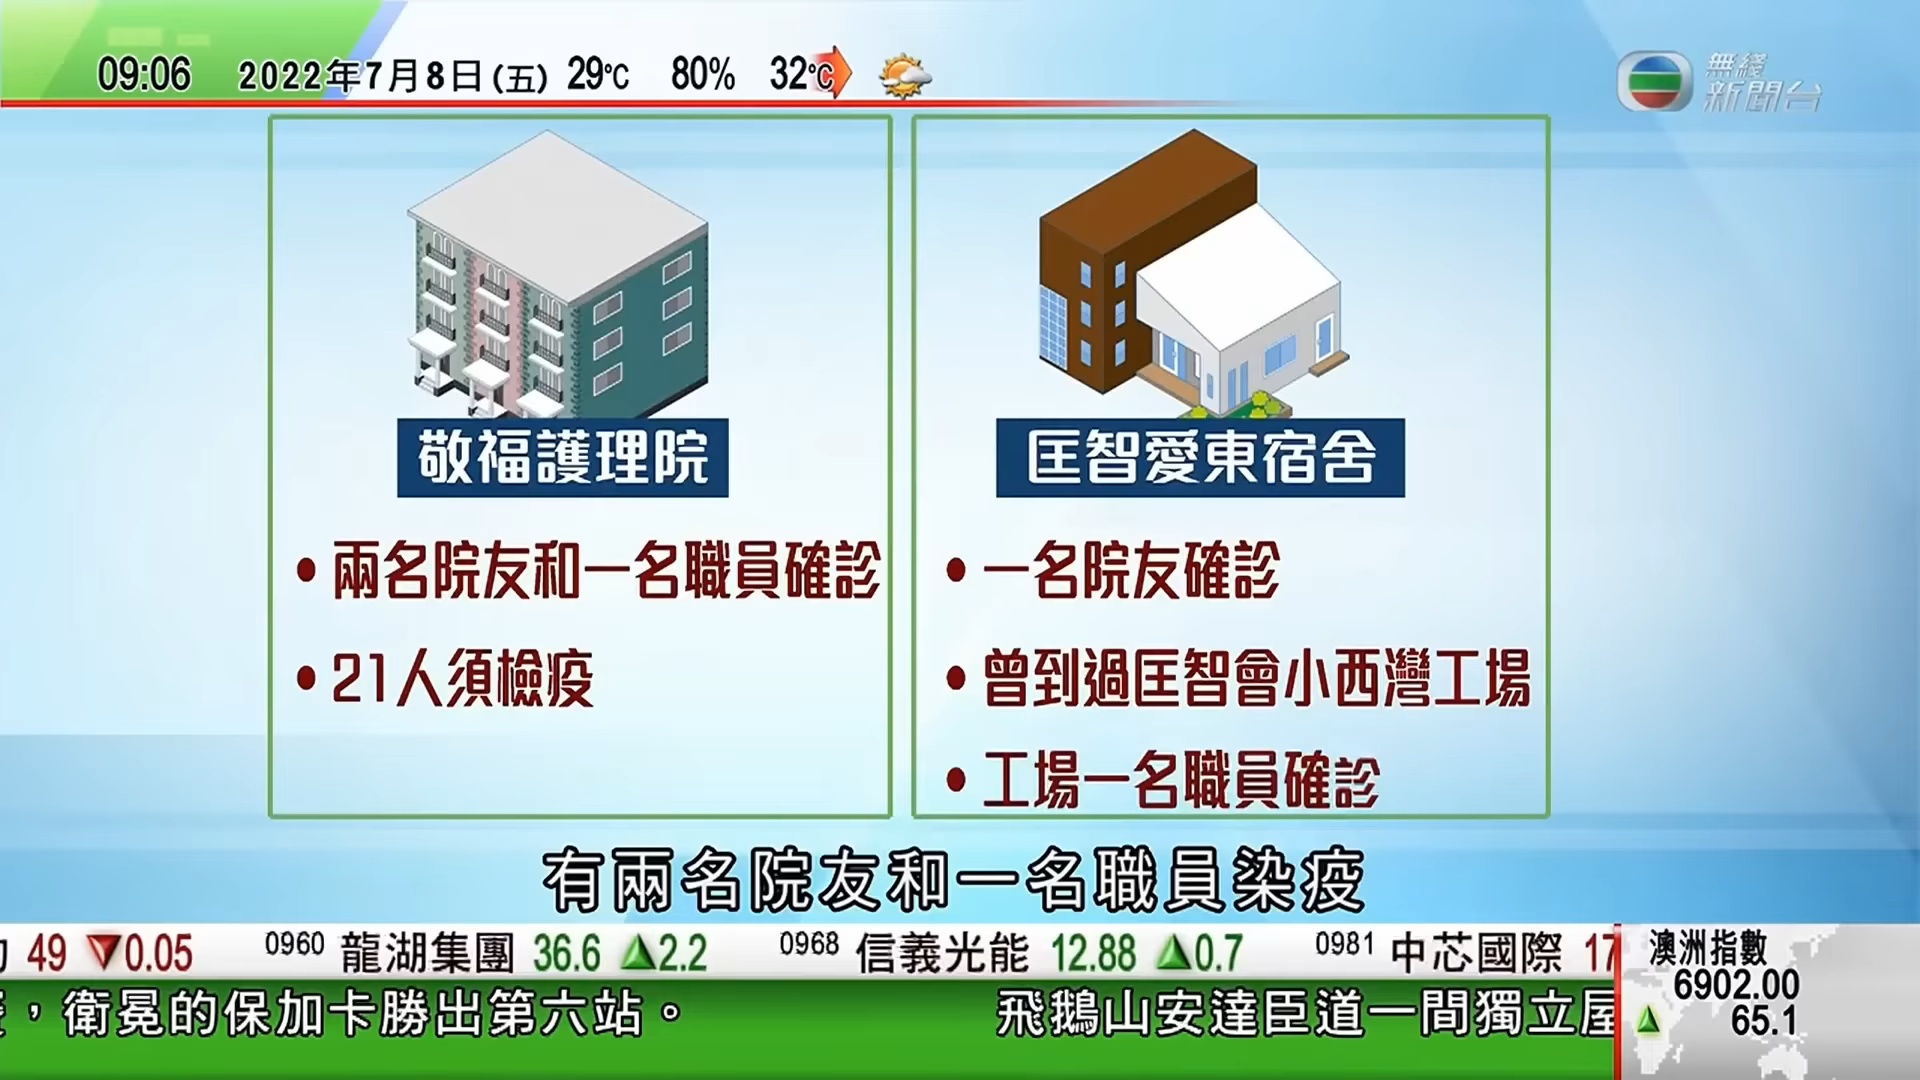 09:06 2022年7月8日(五) 29℃ 80% 32℃
無綫
新聞台
敬福護理院
• 兩名院友和一名職員確診
• 21人須檢疫
匡智愛東宿舍
• 一名院友確診
• 曾到過匡智會小西灣工場
• 工場一名職員確診
有兩名院友和一名職員染疫
49 ▼0.05 0960 龍湖集團 36.6 ▲2.2 0968 信義光能 12.88 ▲0.7 0981 中芯國際 17
，衛冕的保加卡勝出第六站。 飛鵝山安達臣道一間獨立屋
澳洲指數
6902.00
▲ 65.1